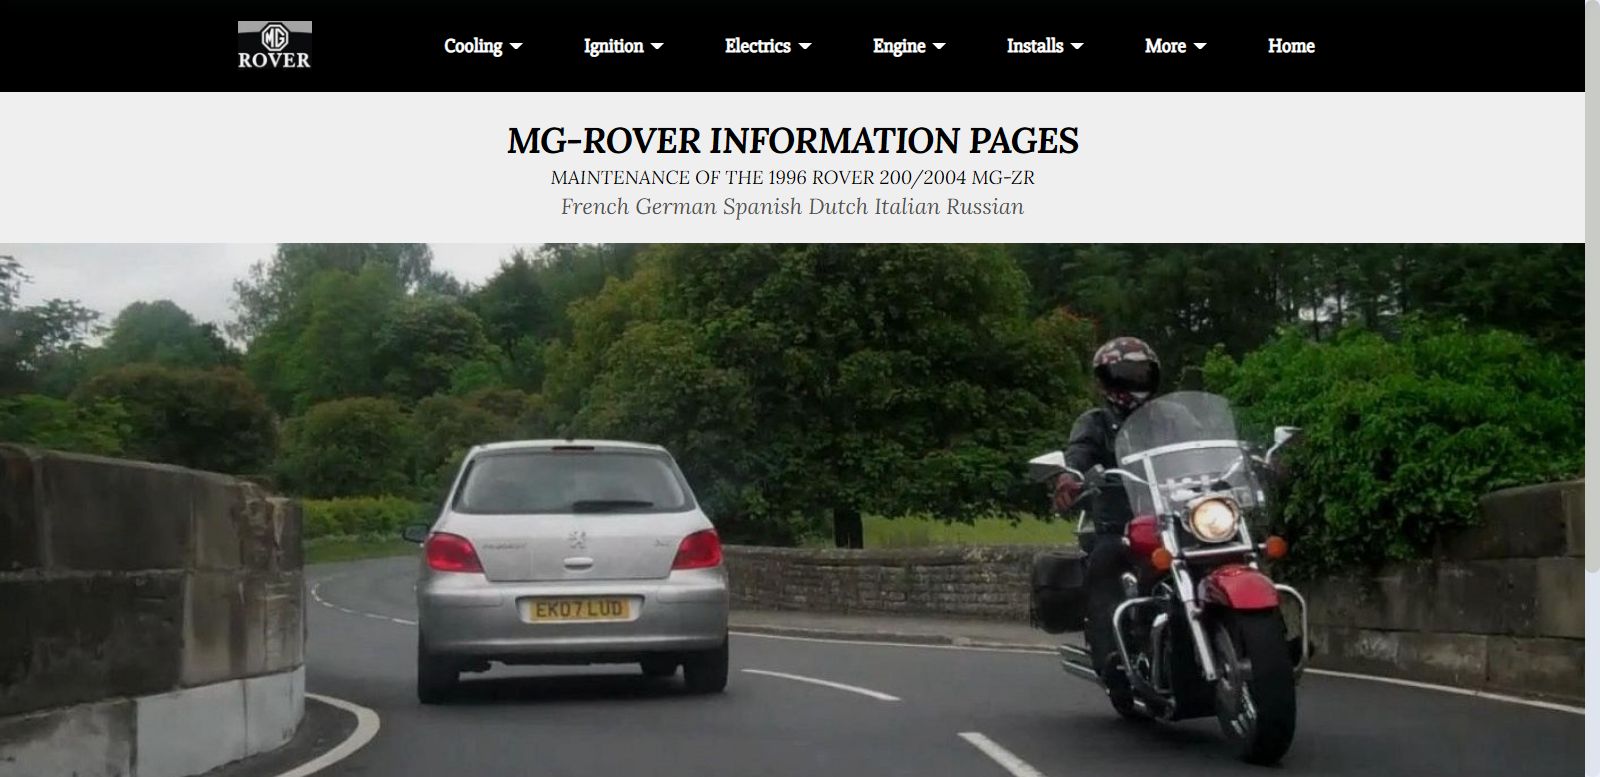 MG
ROVER
Cooling
Ignition
Electrics
Engine
Installs
More
Home
MG-ROVER INFORMATION PAGES
MAINTENANCE OF THE 1996 ROVER 200/2004 MG-ZR
French German Spanish Dutch Italian Russian
EK07 LUD